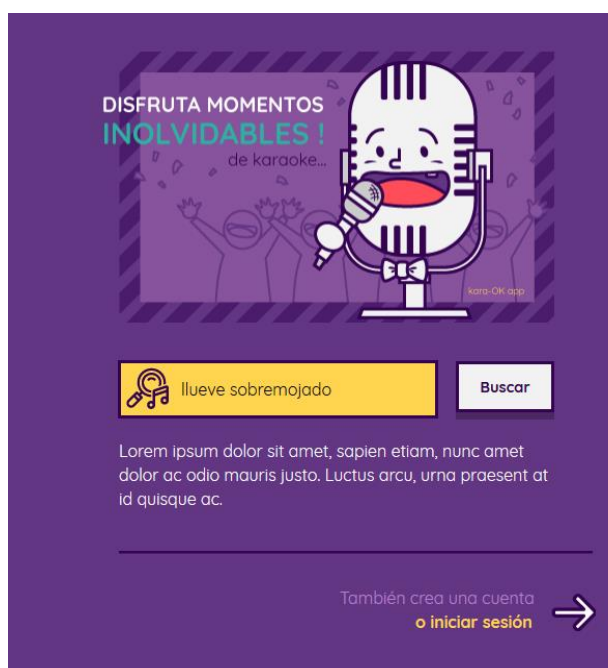 DISFRUTA MOMENTOS
INOLVIDABLES !
de karaoke...
kara-OK app
llueve sobremojado
Buscar
Lorem ipsum dolor sit amet, sapien etiam, nunc amet
dolor ac odio mauris justo. Luctus arcu, urna praesent at
id quisque ac.
También crea una cuenta
o iniciar sesión